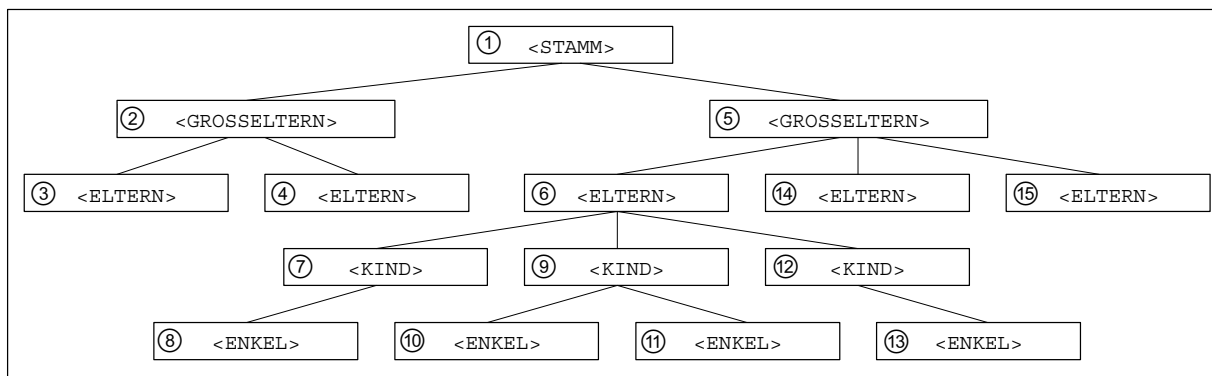 ① <STAMM>
② <GROSSELTERN> ⑤ <GROSSELTERN>
③ <ELTERN> ④ <ELTERN> ⑥ <ELTERN> ⑭ <ELTERN> ⑮ <ELTERN>
⑦ <KIND> ⑨ <KIND> ⑫ <KIND>
⑧ <ENKEL> ⑩ <ENKEL> ⑪ <ENKEL> ⑬ <ENKEL>